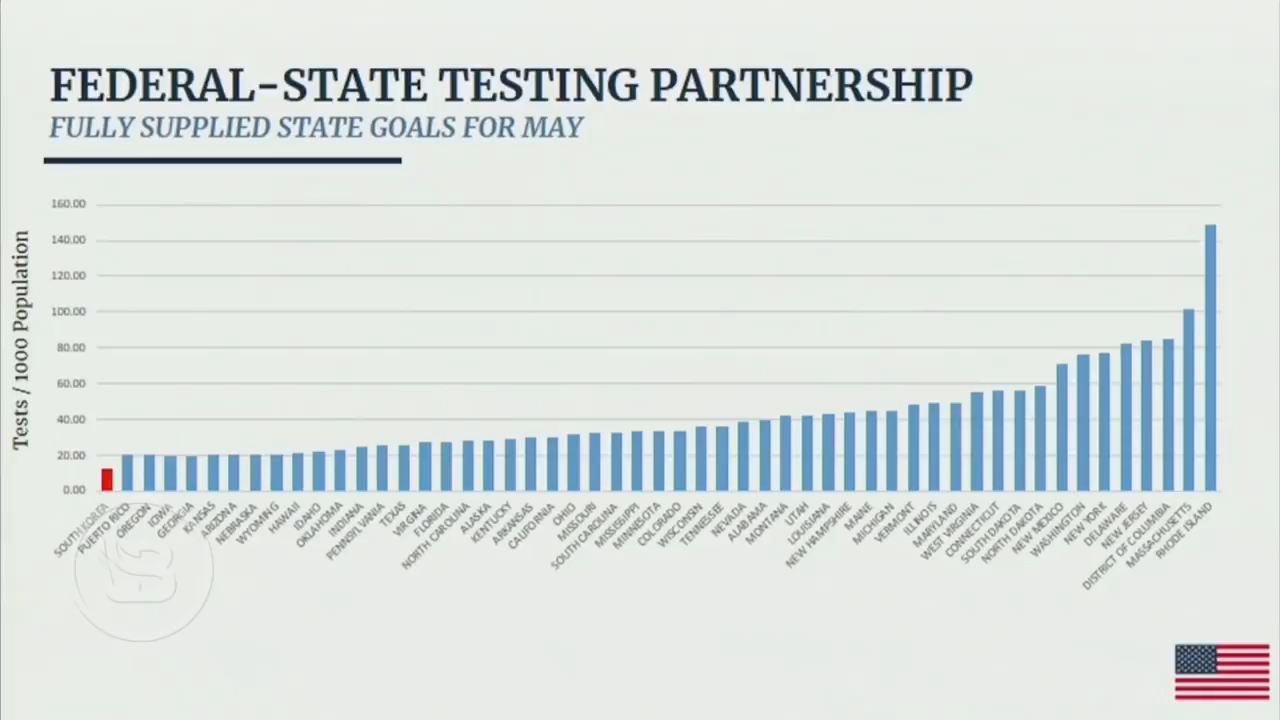 FEDERAL-STATE TESTING PARTNERSHIP
FULLY SUPPLIED STATE GOALS FOR MAY
Tests / 1000 Population
160.00
140.00
120.00
100.00
80.00
60.00
40.00
20.00
0.00
SOUTH KOREA
PUERTO RICO
OREGON
IOWA
GEORGIA
KANSAS
ARIZONA
NEBRASKA
WYOMING
HAWAII
IDAHO
OKLAHOMA
INDIANA
PENNSYLVANIA
TEXAS
VIRGINA
FLORIDA
NORTH CAROLINA
ALASKA
KENTUCKY
ARKANSAS
CALIFORNIA
OHIO
MISSOURI
SOUTH CAROLINA
MISSISIPPI
MINNISOTA
COLORADO
WISCONSIN
TENNESSEE
NEVADA
ALABAMA
MONTANA
UTAH
LOUISIANA
NEW HAMPSHIRE
MAINE
MICHIGAN
VERMONT
ILLINOIS
MARYLAND
WEST VIRGINIA
CONNECTICUT
SOUTH DKOTA
NORTH DAKOTA
NEW MEXICO
WASHINGTON
NEW YORK
DELAWARE
NEW JERSEY
DISTRICT OF COLUMBIA
MASSACHUSETTS
RHODE ISLAND